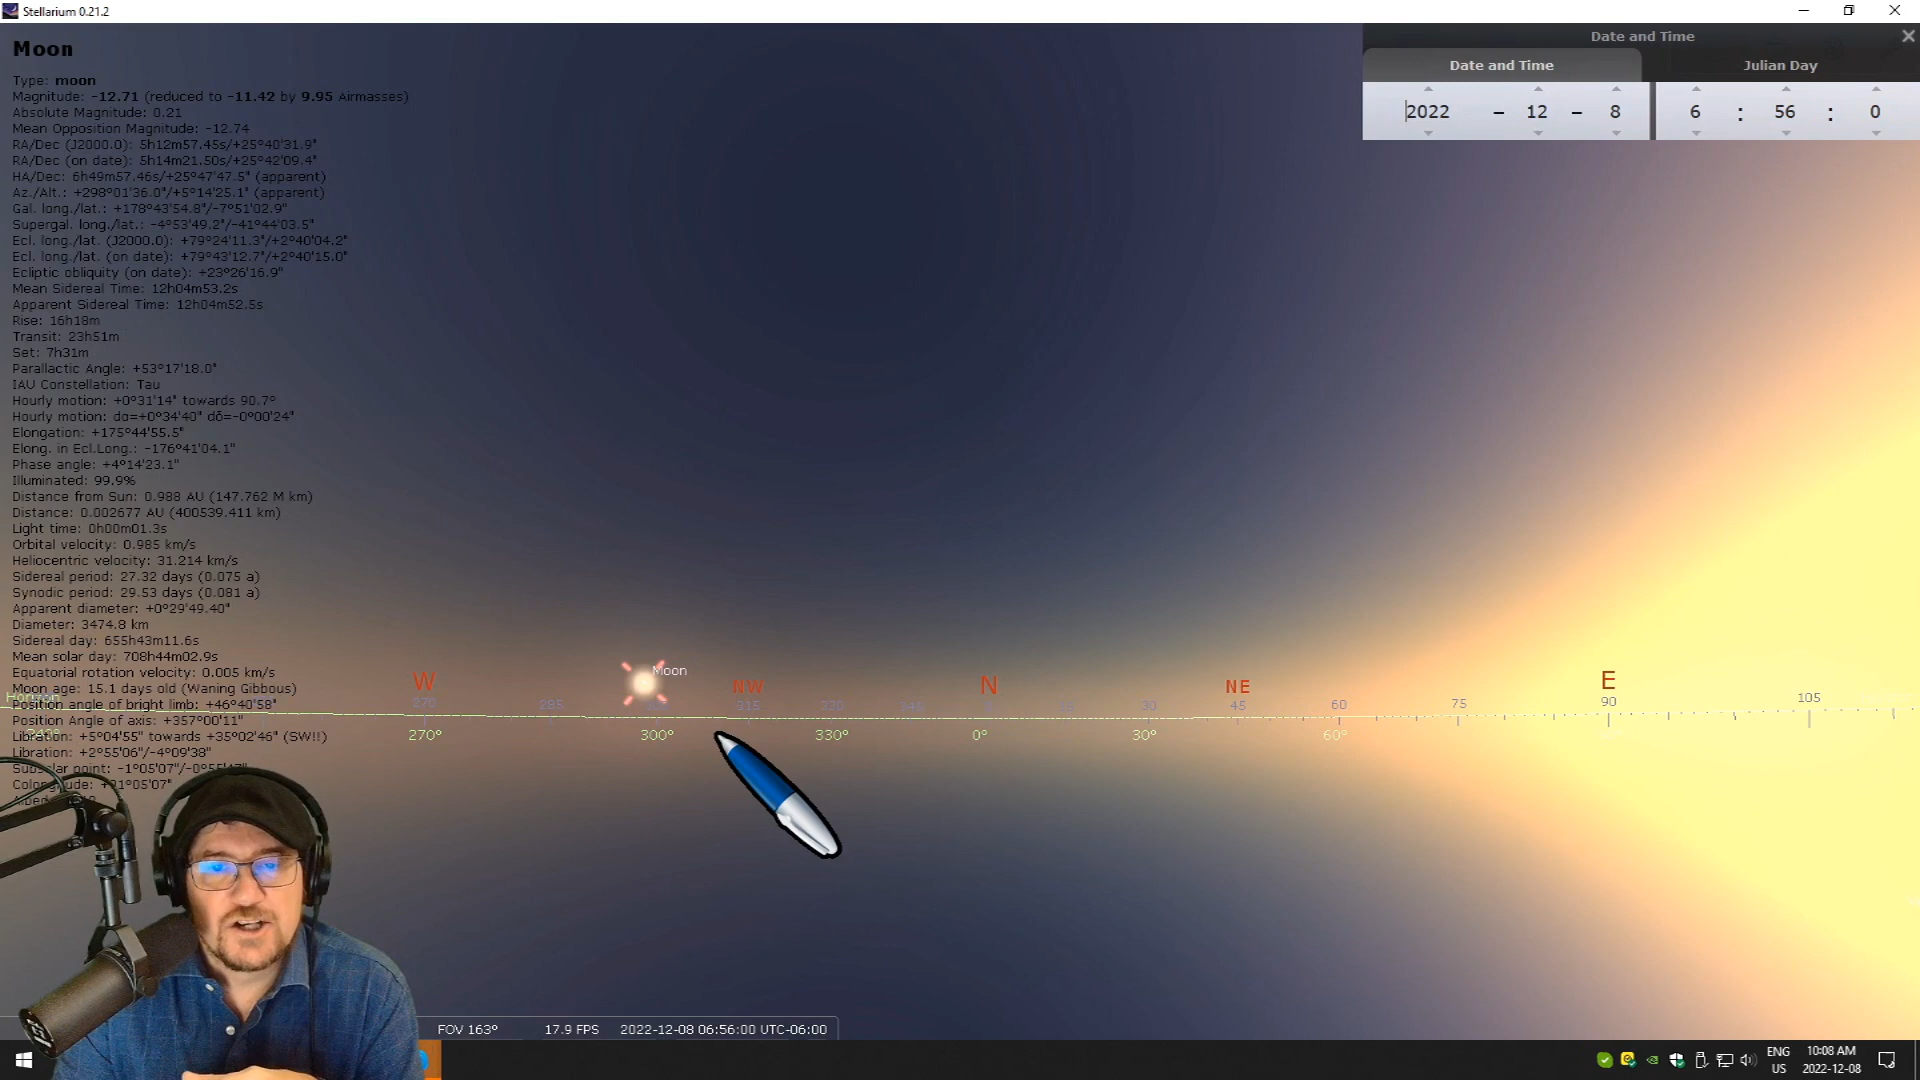 Stellarium 0.21.2
Moon
Type: moon
Magnitude: -12.71 (reduced to -11.42 by 9.95 Airmasses)
Absolute Magnitude: 0.21
Mean Opposition Magnitude: -12.74
RA/Dec (J2000.0): 5h12m57.45s/+25°40'31.9"
RA/Dec (on date): 5h14m21.50s/+25°42'09.4"
HA/Dec: 6h49m57.46s/+25°47'47.5" (apparent)
Az./Alt.: +298°01'36.0"/+5°14'25.1" (apparent)
Gal. long./lat.: +178°43'54.8"/-7°51'02.9"
Supergal. long./lat.: -4°53'49.2"/-41°44'03.5"
Ecl. long./lat. (J2000.0): +79°24'11.3"/+2°40'04.2"
Ecl. long./lat. (on date): +79°43'12.7"/+2°40'15.0"
Ecliptic obliquity (on date): +23°26'16.9"
Mean Sidereal Time: 12h04m53.2s
Apparent Sidereal Time: 12h04m52.5s
Rise: 16h18m
Transit: 23h51m
Set: 7h31m
Parallactic Angle: +53°17'18.0"
IAU Constellation: Tau
Hourly motion: +0°31'14" towards 90.7°
Hourly motion: dα=+0°34'40" dδ=-0°00'24"
Elongation: +175°44'55.5"
Elong. in Ecl.Long.: -176°41'04.1"
Phase angle: +4°14'23.1"
Illuminated: 99.9%
Distance from Sun: 0.988 AU (147.762 M km)
Distance: 0.002677 AU (400539.411 km)
Light time: 0h00m01.3s
Orbital velocity: 0.985 km/s
Heliocentric velocity: 31.214 km/s
Sidereal period: 27.32 days (0.075 a)
Synodic period: 29.53 days (0.081 a)
Apparent diameter: +0°29'49.40"
Diameter: 3474.8 km
Sidereal day: 655h43m11.6s
Mean solar day: 708h44m02.9s
Equatorial rotation velocity: 0.005 km/s
Moon age: 15.1 days old (Waning Gibbous)
Position angle of bright limb: +46°40'58"
Position Angle of axis: +357°00'11"
Libration: +5°04'55" towards +35°02'46" (SW!!)
Libration: +2°55'06"/-4°09'38"
Subsolar point: -1°05'07"
Date and Time
Date and Time Julian Day
2022 - 12 - 8 6 : 56 : 0
Moon
W NW N NE E
270 285 315 330 30 45 60 75 90 105
270° 300° 330° 0° 30° 60°
FOV 163° 17.9 FPS 2022-12-08 06:56:00 UTC-06:00
ENG
US
10:08 AM
2022-12-08